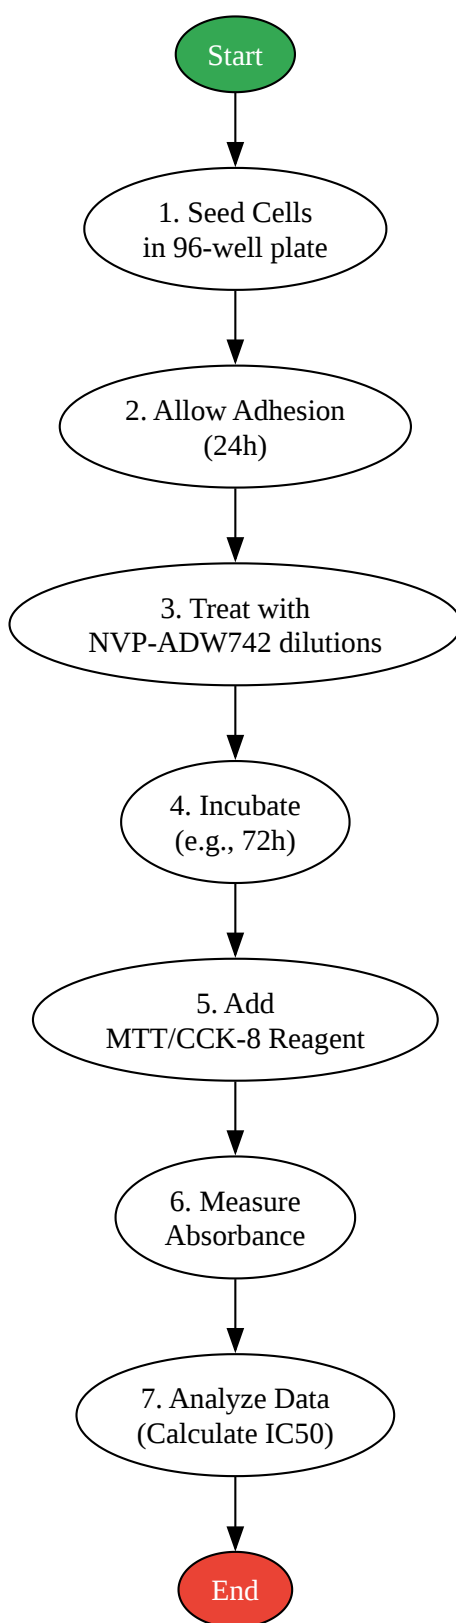 Start
1. Seed Cells
in 96-well plate
2. Allow Adhesion
(24h)
3. Treat with
NVP-ADW742 dilutions
4. Incubate
(e.g., 72h)
5. Add
MTT/CCK-8 Reagent
6. Measure
Absorbance
7. Analyze Data
(Calculate IC50)
End